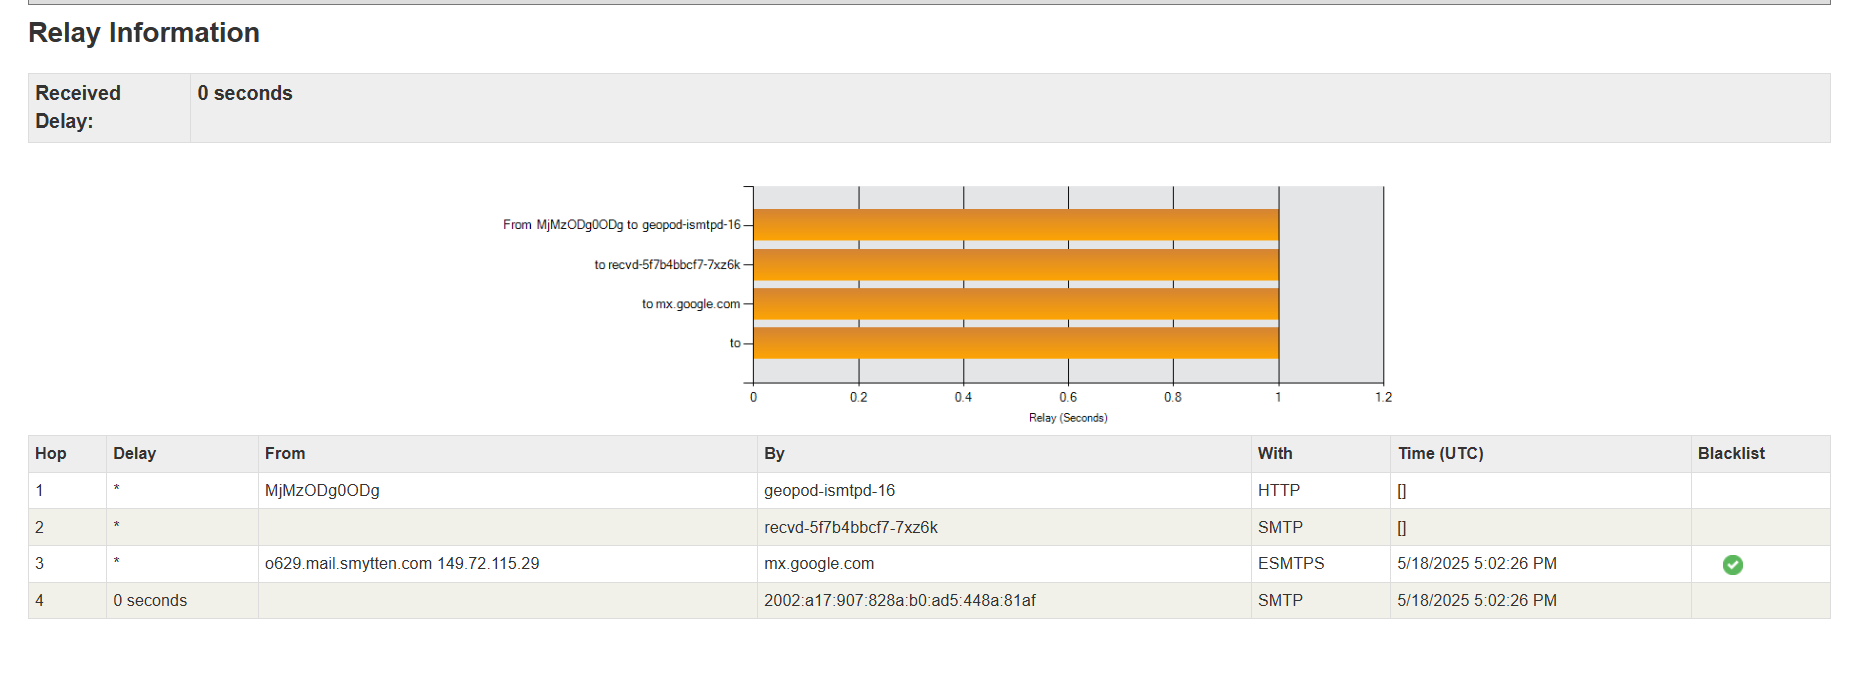 Relay Information
Received Delay: 0 seconds
From MjMzODg0ODg to geopod-ismtpd-16
to recvd-5f7b4bbcf7-7xz6k
to mx.google.com
to
0 0.2 0.4 0.6 0.8 1 1.2
Relay (Seconds)
Hop Delay From By With Time (UTC) Blacklist
1 * MjMzODg0ODg geopod-ismtpd-16 HTTP []
2 * recvd-5f7b4bbcf7-7xz6k SMTP []
3 * o629.mail.smytten.com 149.72.115.29 mx.google.com ESMTPS 5/18/2025 5:02:26 PM
4 0 seconds 2002:a17:907:828a:b0:ad5:448a:81af SMTP 5/18/2025 5:02:26 PM